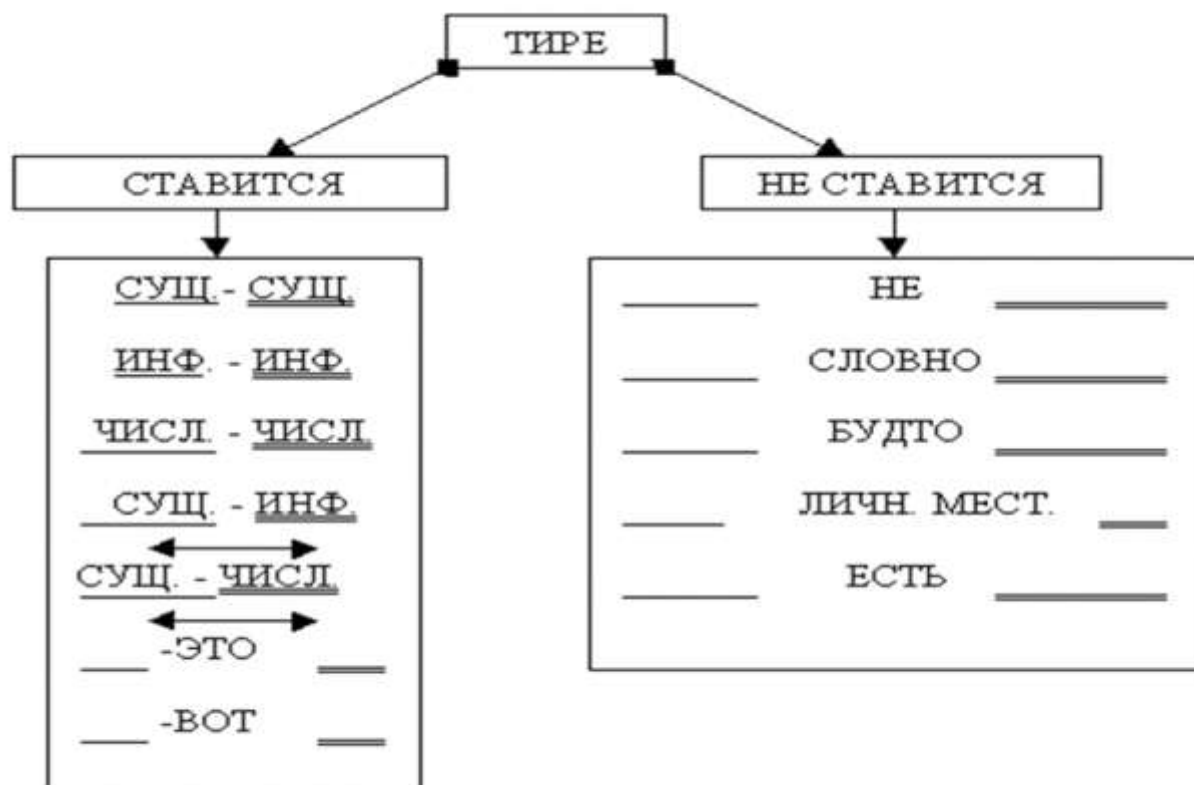 ТИРЕ
СТАВИТСЯ
НЕ СТАВИТСЯ
СУЩ.- СУЩ.
ИНФ. - ИНФ.
ЧИСЛ. - ЧИСЛ.
СУЩ. - ИНФ.
СУЩ. - ЧИСЛ.
-ЭТО
-ВОТ
НЕ
СЛОВНО
БУДТО
ЛИЧН. МЕСТ.
ЕСТЬ